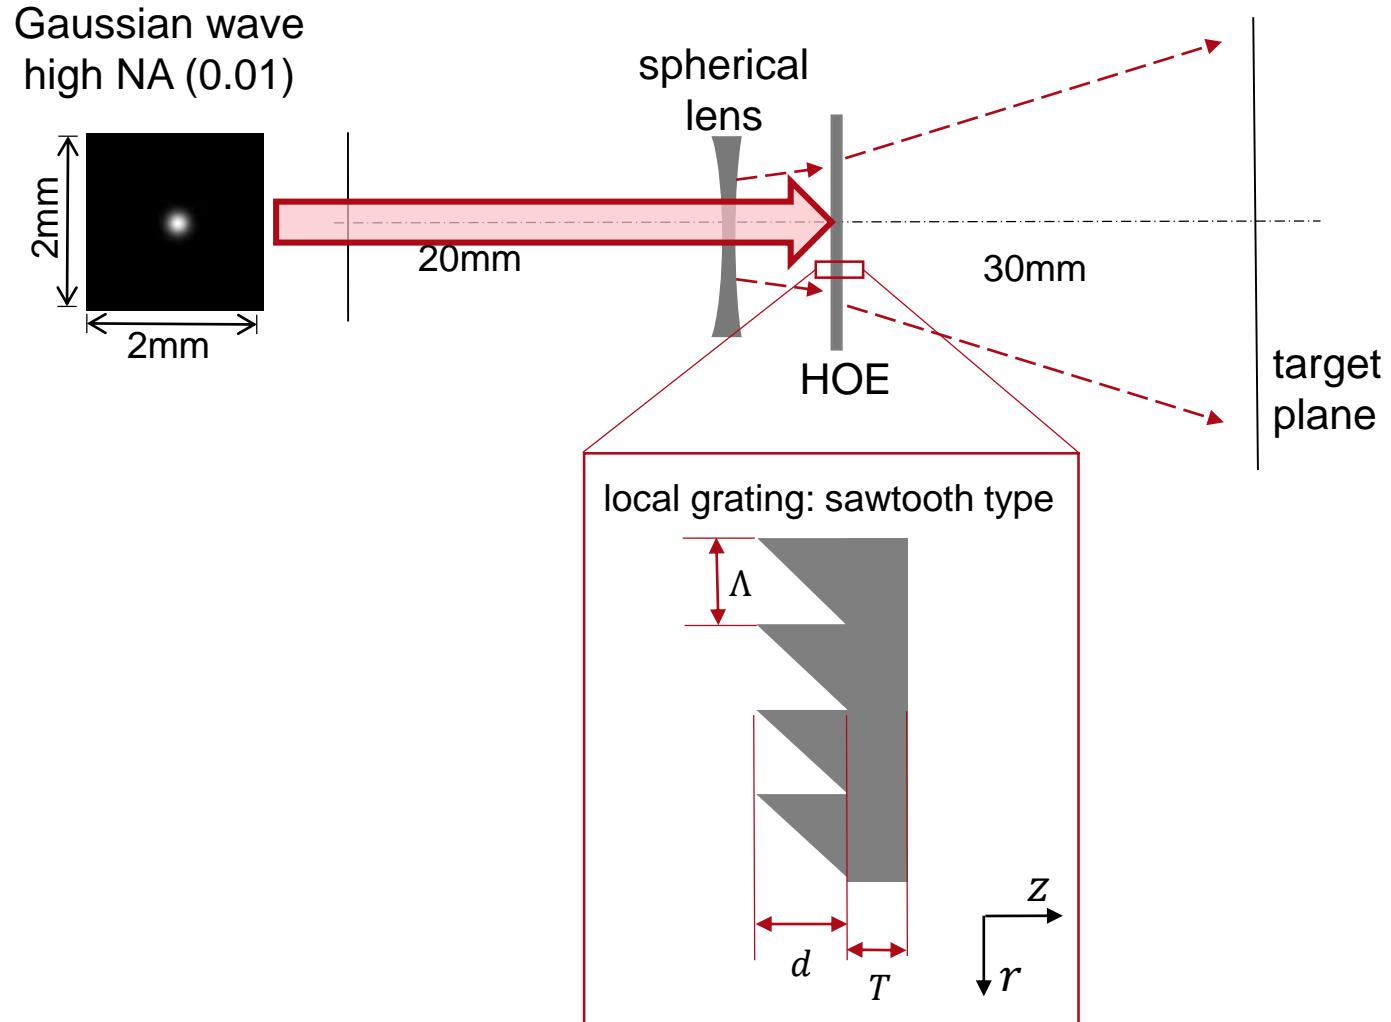 Gaussian wave
high NA (0.01)
2mm
2mm
spherical
lens
20mm
30mm
HOE
target
plane
local grating: sawtooth type
Λ
d
T
z
r